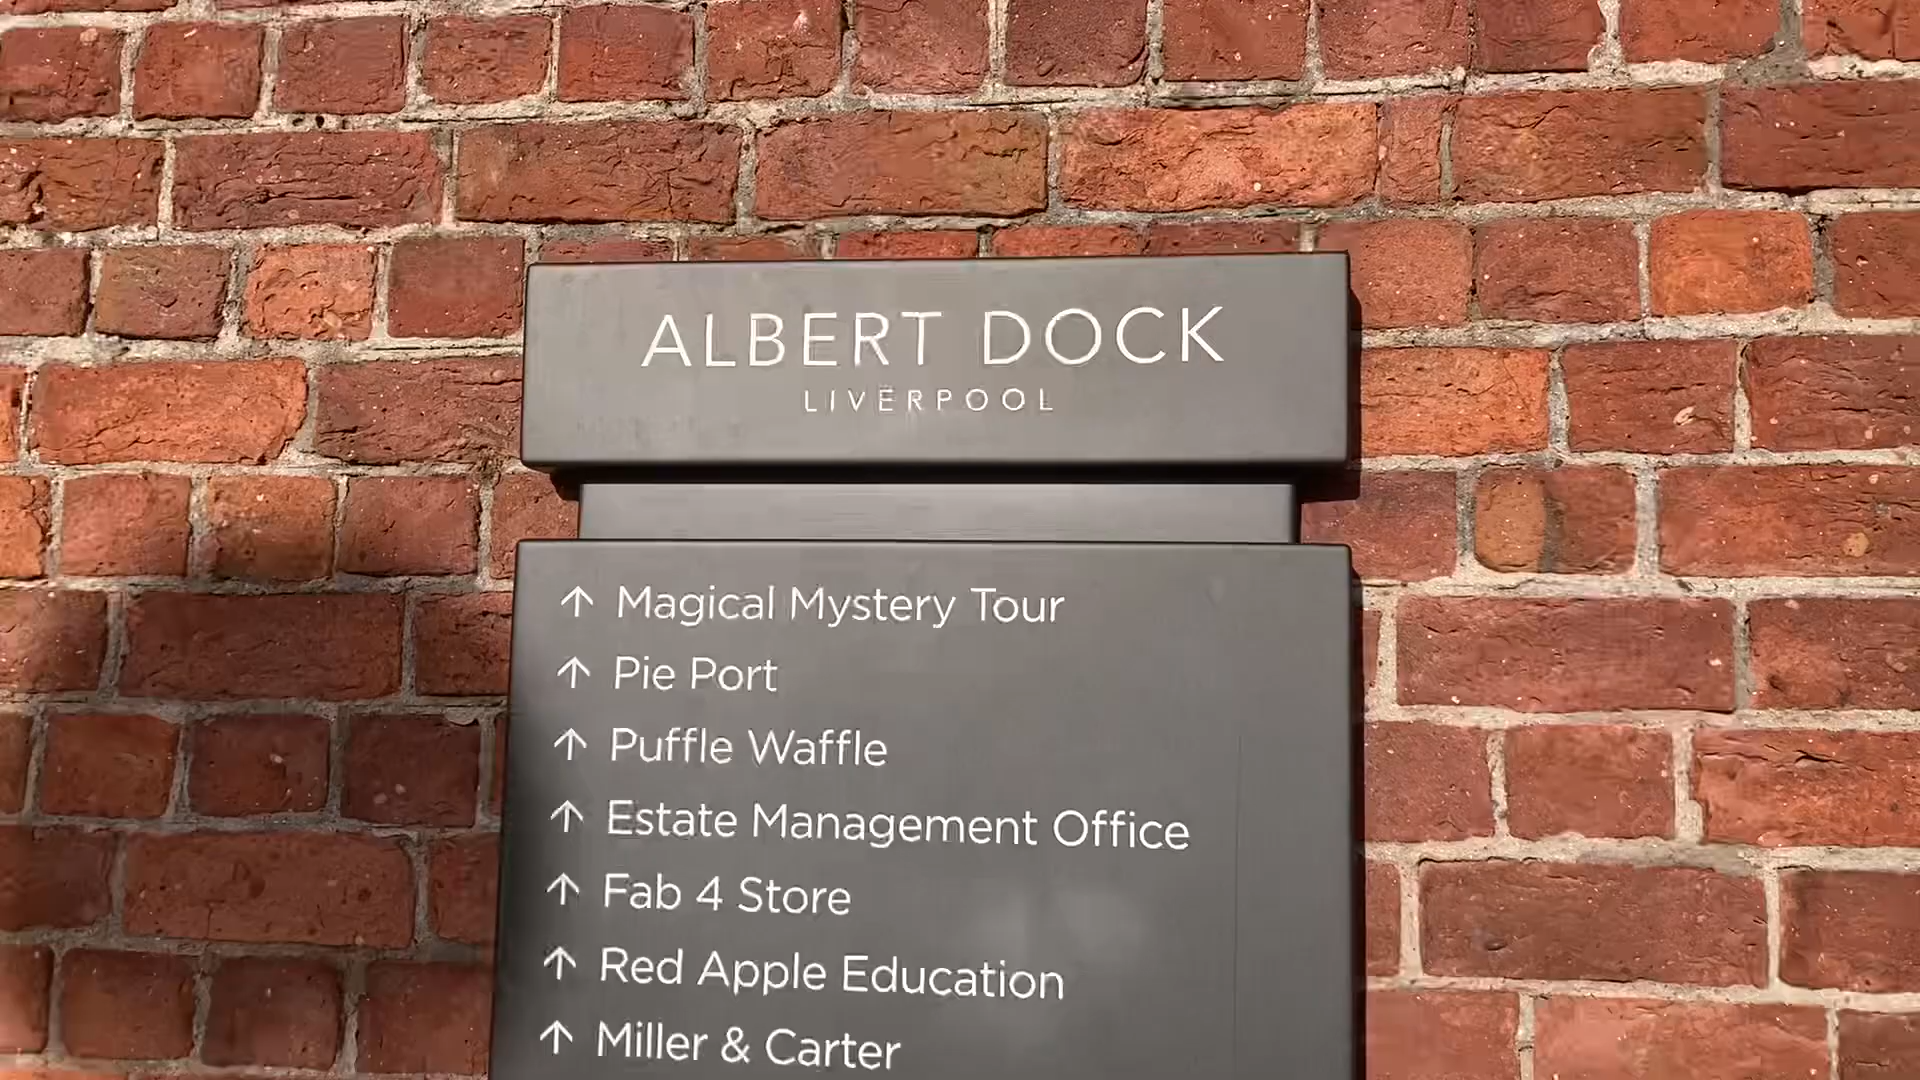 ALBERT DOCK
LIVERPOOL
↑ Magical Mystery Tour
↑ Pie Port
↑ Puffle Waffle
↑ Estate Management Office
↑ Fab 4 Store
↑ Red Apple Education
↑ Miller & Carter